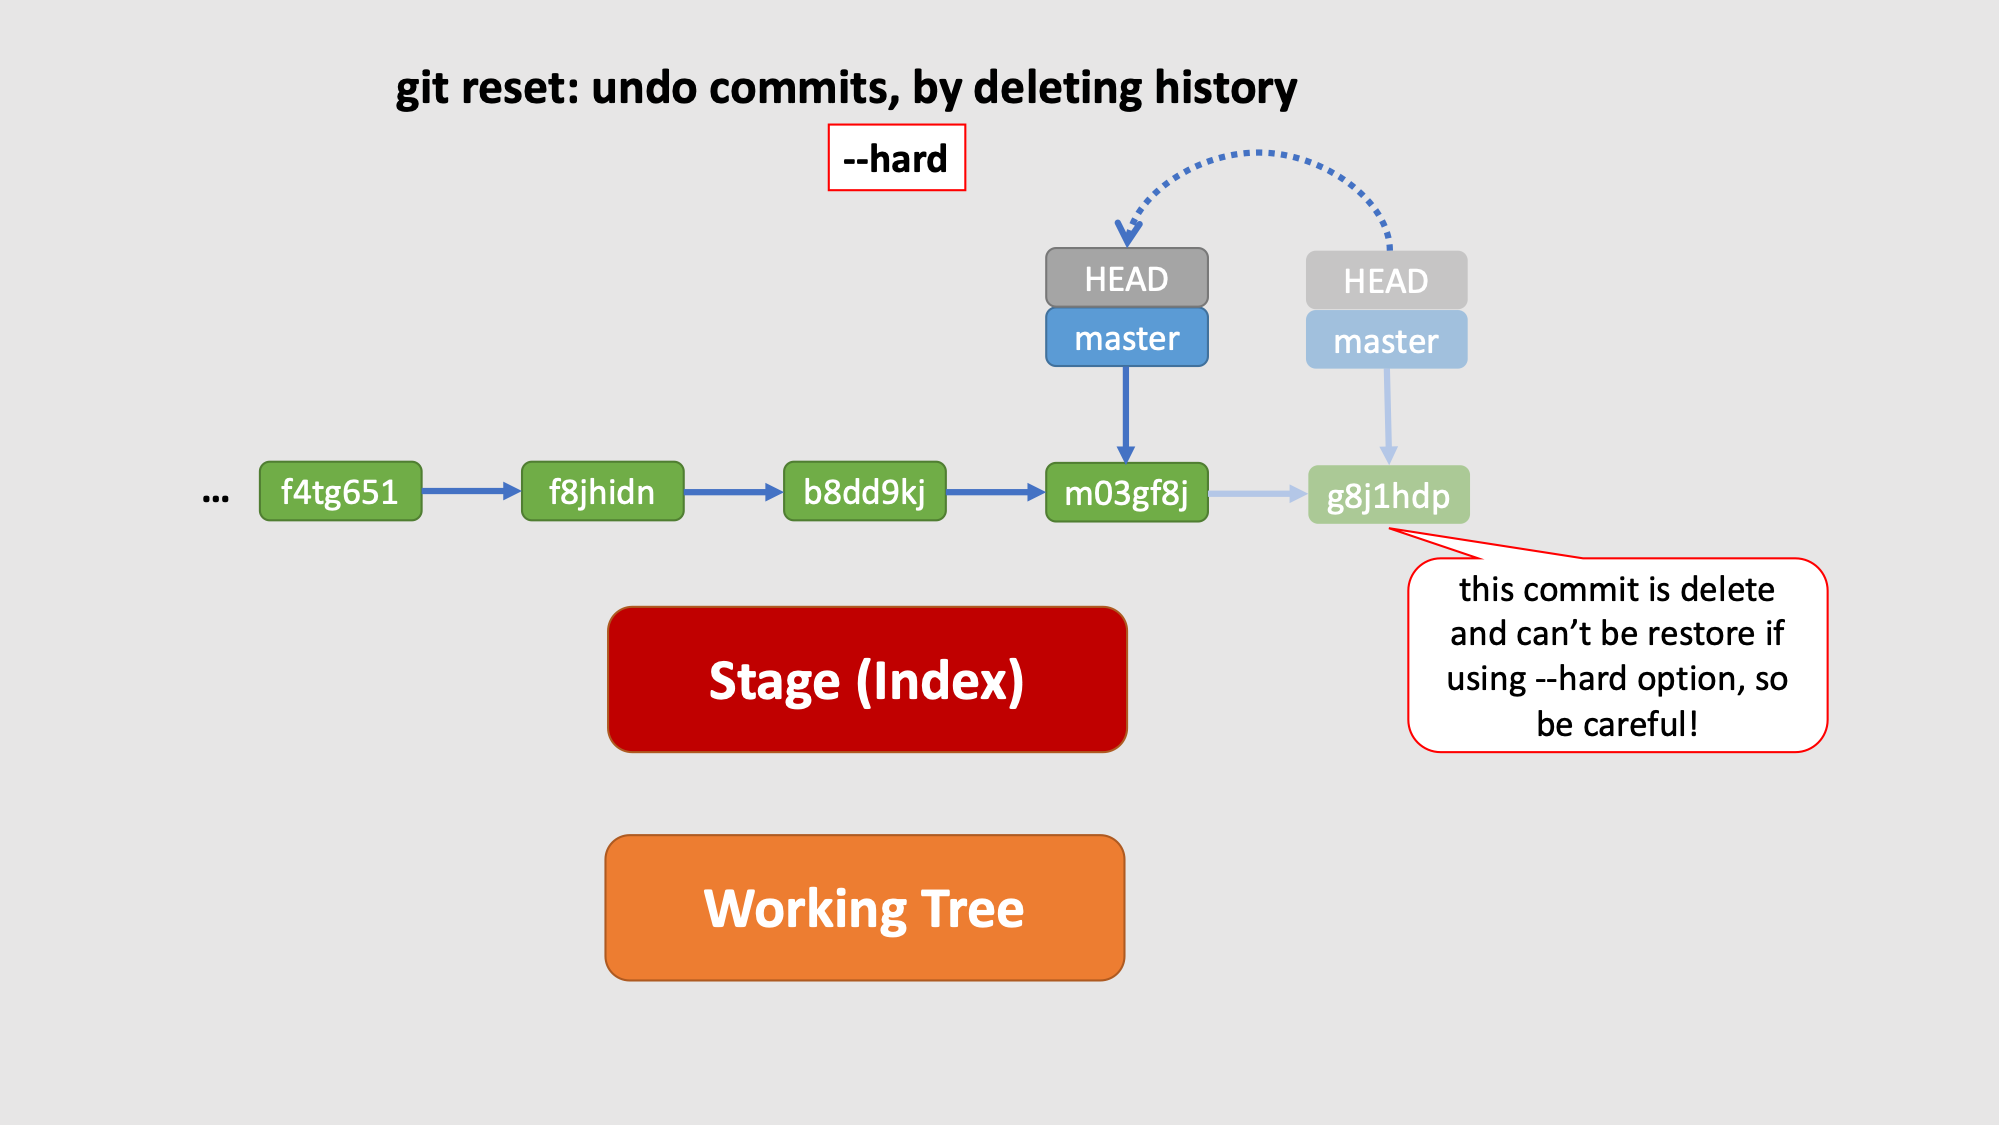 git reset: undo commits, by deleting history
--hard
HEAD
HEAD
master
master
...
f4tg651
f8jhidn
b8dd9kj
m03gf8j
g8j1hdp
this commit is delete
and can’t be restore if
using --hard option, so
be careful!
Stage (Index)
Working Tree